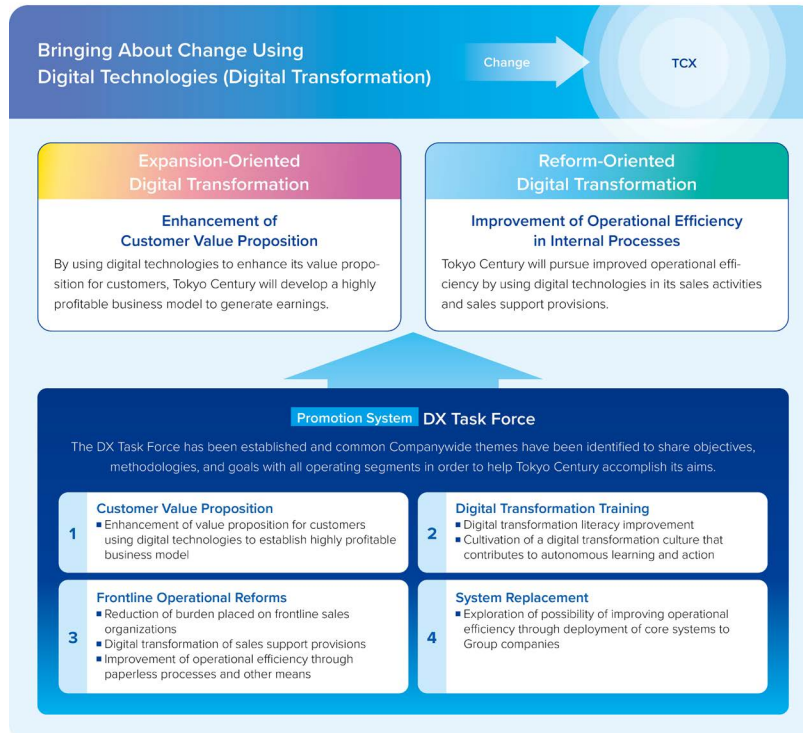 Bringing About Change Using
Digital Technologies (Digital Transformation)
Change
TCX
Expansion-Oriented
Digital Transformation
Enhancement of
Customer Value Proposition
By using digital technologies to enhance its value propo-
sition for customers, Tokyo Century will develop a highly
profitable business model to generate earnings.
Reform-Oriented
Digital Transformation
Improvement of Operational Efficiency
in Internal Processes
Tokyo Century will pursue improved operational effi-
ciency by using digital technologies in its sales activities
and sales support provisions.
Promotion System DX Task Force
The DX Task Force has been established and common Companywide themes have been identified to share objectives,
methodologies, and goals with all operating segments in order to help Tokyo Century accomplish its aims.
1
Customer Value Proposition
▪ Enhancement of value proposition for customers
using digital technologies to establish highly profitable
business model
2
Digital Transformation Training
▪ Digital transformation literacy improvement
▪ Cultivation of a digital transformation culture that
contributes to autonomous learning and action
3
Frontline Operational Reforms
▪ Reduction of burden placed on frontline sales
organizations
▪ Digital transformation of sales support provisions
▪ Improvement of operational efficiency through
paperless processes and other means
4
System Replacement
▪ Exploration of possibility of improving operational
efficiency through deployment of core systems to
Group companies